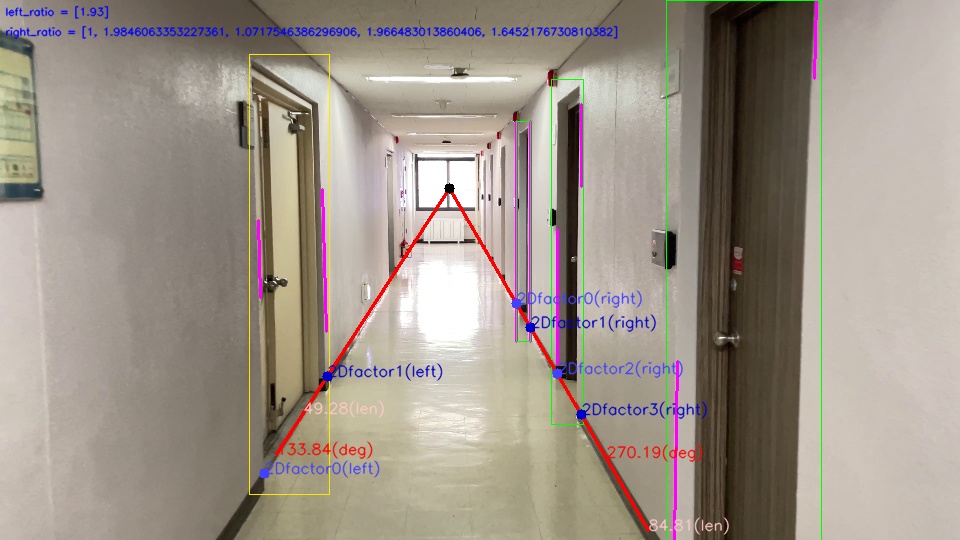 left_ratio = [1.93]
right_ratio = [1, 1.9846063353227361, 1.0717546386296906, 1.966483013860406, 1.6452176730810382]
2Dfactor0(right)
2Dfactor1(right)
2Dfactor1(left)
2Dfactor2(right)
49.28(len)
2Dfactor3(right)
133.84(deg)
270.19(deg)
2Dfactor0(left)
84.81(len)